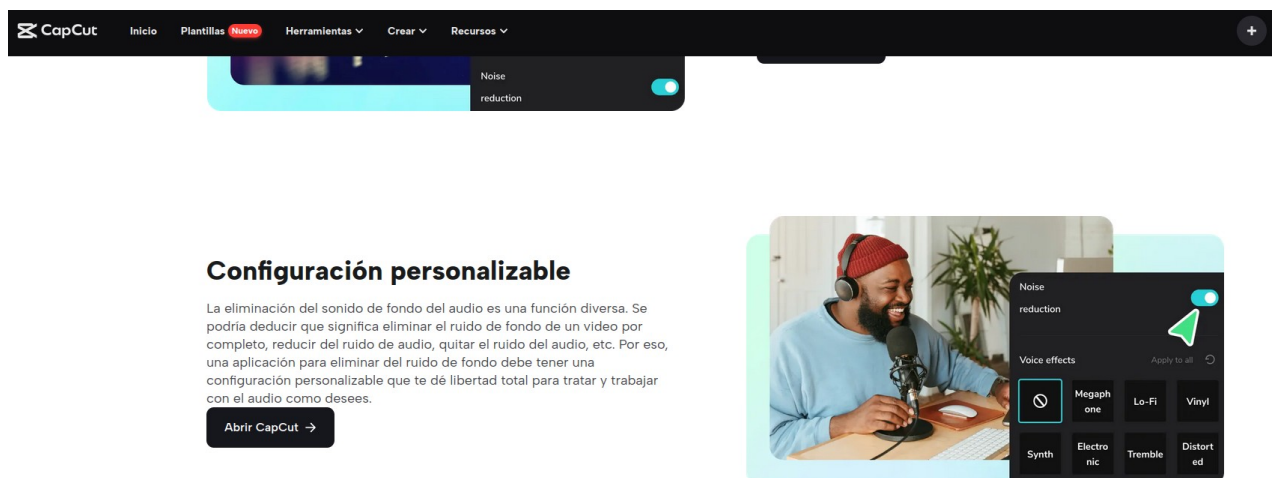 CapCut
Inicio
Plantillas Nuevo
Herramientas
Crear
Recursos
Noise
reduction
Configuración personalizable
La eliminación del sonido de fondo del audio es una función diversa. Se
podría deducir que significa eliminar el ruido de fondo de un video por
completo, reducir del ruido de audio, quitar el ruido del audio, etc. Por eso,
una aplicación para eliminar del ruido de fondo debe tener una
configuración personalizable que te dé libertad total para tratar y trabajar
con el audio como desees.
Abrir CapCut →
Noise
reduction
Voice effects
Apply to all
Megaph
one
Lo-Fi
Vinyl
Synth
Electro
nic
Tremble
Distort
ed